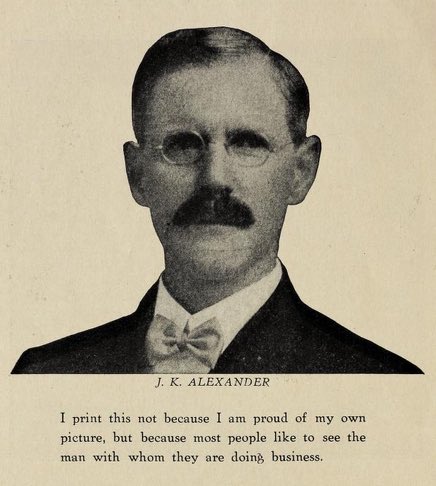 J. K. ALEXANDER
I print this not because I am proud of my own
picture, but because most people like to see the
man with whom they are doing business.